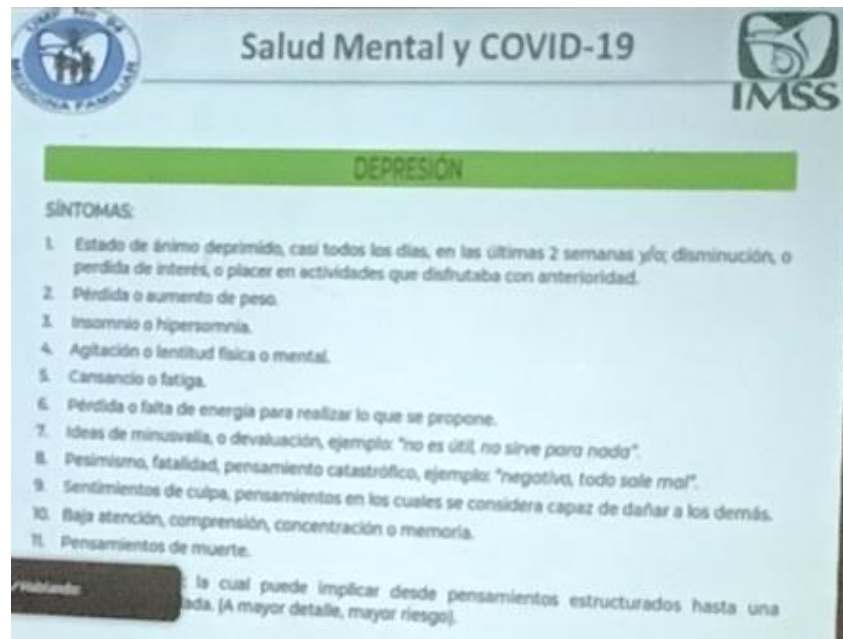 UMF No 94
MEDICINA FAMILIAR
Salud Mental y COVID-19
IMSS
DEPRESIÓN
SÍNTOMAS:
1. Estado de ánimo deprimido, casi todos los días, en las últimas 2 semanas y/o; disminución, o
perdida de interés, o placer en actividades que disfrutaba con anterioridad.
2. Pérdida o aumento de peso.
3. Insomnio o hipersomnia.
4. Agitación o lentitud física o mental.
5. Cansancio o fatiga.
6. Pérdida o falta de energía para realizar lo que se propone.
7. Ideas de minusvalía, o devaluación, ejemplo: "no es útil, no sirve para nada".
8. Pesimismo, fatalidad, pensamiento catastrófico, ejemplo: "negativo, todo sale mal".
9. Sentimientos de culpa, pensamientos en los cuales se considera capaz de dañar a los demás.
10. Baja atención, comprensión, concentración o memoria.
11. Pensamientos de muerte.
la cual puede implicar desde pensamientos estructurados hasta una
ada. (A mayor detalle, mayor riesgo).